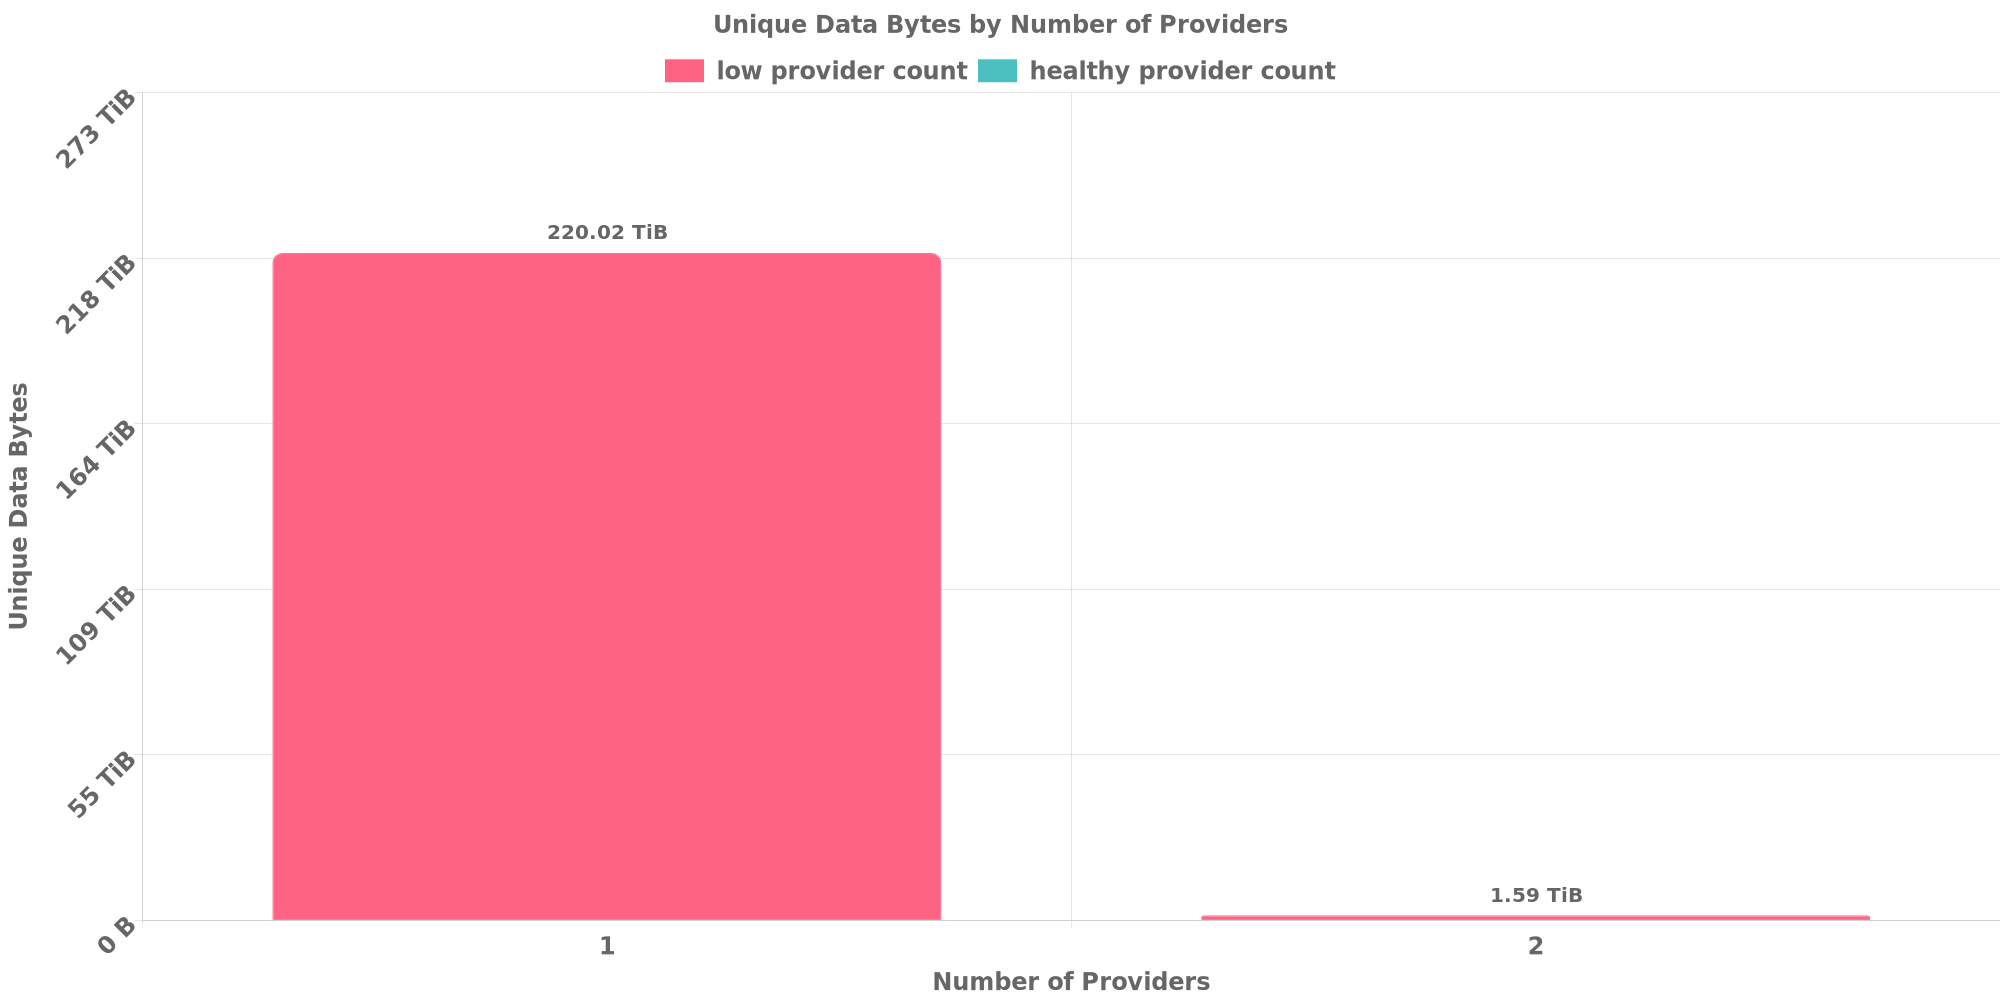 Unique Data Bytes by Number of Providers
low provider count healthy provider count
273 TiB
220.02 TiB
218 TiB
164 TiB
Unique Data Bytes
109 TiB
55 TiB
1.59 TiB
0 B
1 2
Number of Providers